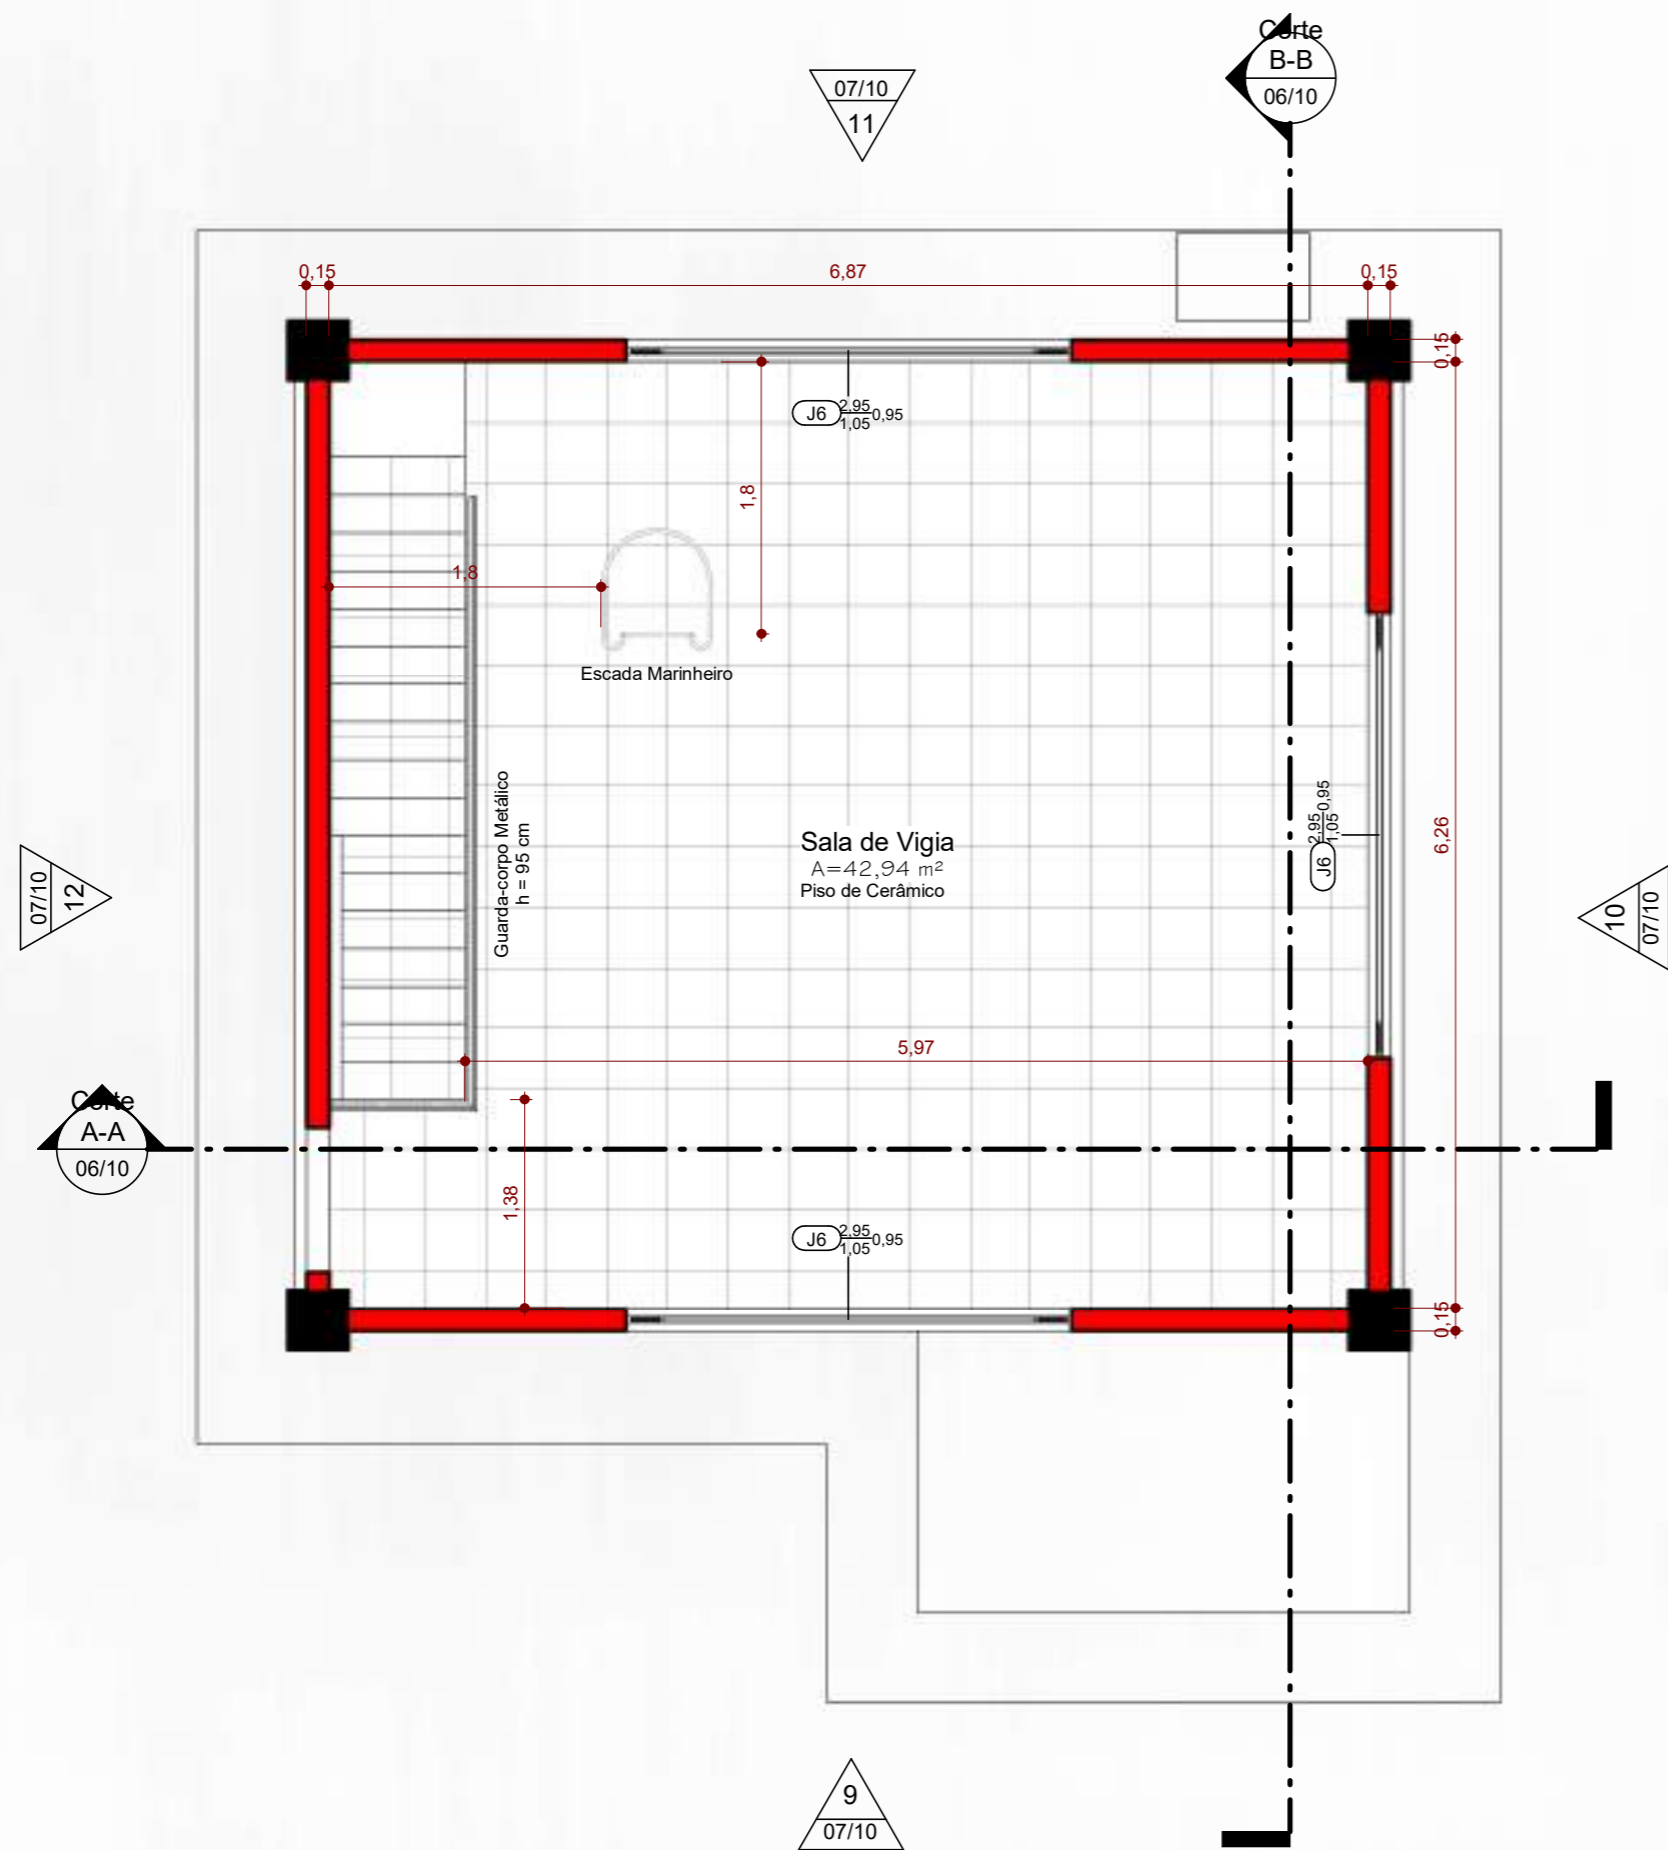 Corte
B-B
06/10
07/10
11
0,15
6,87
0,15
0,15
J6
2,95
1,05
0,95
1,8
1,8
Escada Marinheiro
Guarda-corpo Metálico
h = 95 cm
Sala de Vigia
A=42,94 m²
Piso de Cerâmico
J6
2,95
1,05
0,95
6,26
07/10
12
10
07/10
5,97
Corte
A-A
06/10
1,38
J6
2,95
1,05
0,95
0,15
9
07/10